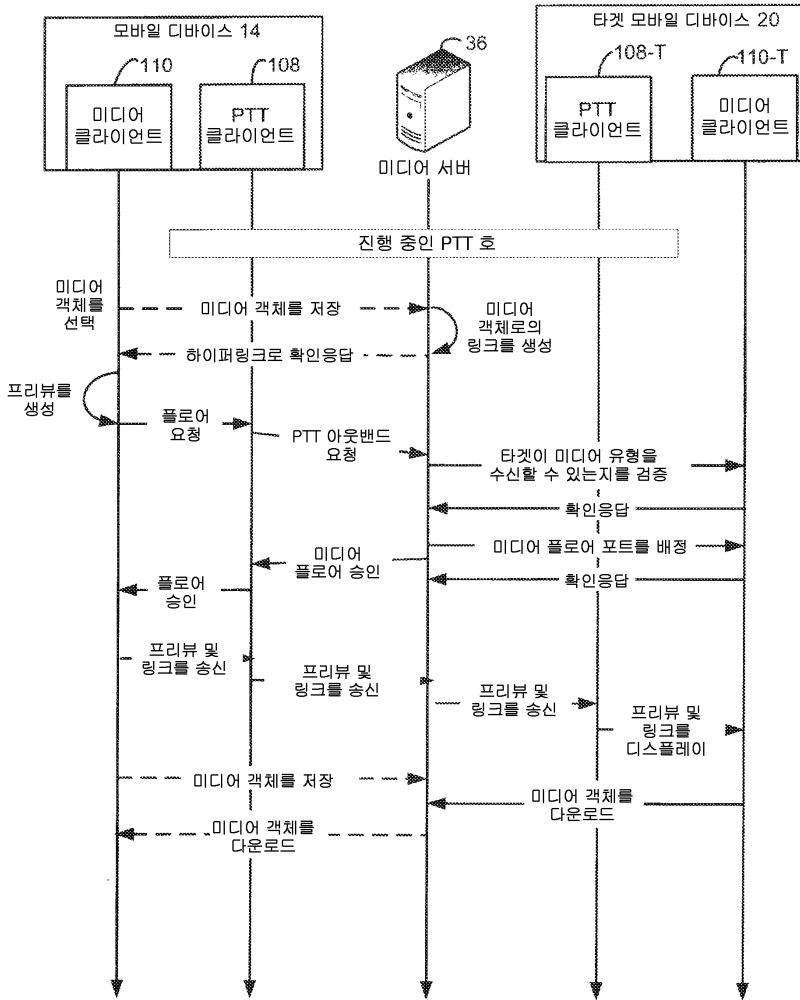 모바일 디바이스 14
36
타겟 모바일 디바이스 20
110
108
108-T
110-T
미디어
클라이언트
PTT
클라이언트
PTT
클라이언트
미디어
클라이언트
미디어 서버
진행 중인 PTT 호
미디어
객체를
선택
미디어 객체를 저장
미디어
객체로의
링크를 생성
하이퍼링크로 확인응답
프리뷰를
생성
플로어
요청
PTT 아웃밴드
요청
타겟이 미디어 유형을
수신할 수 있는지를 검증
확인응답
미디어 플로어 포트를 배정
미디어
플로어 승인
확인응답
플로어
승인
프리뷰 및
링크를 송신
프리뷰 및
링크를 송신
프리뷰 및
링크를 송신
프리뷰 및
링크를
디스플레이
미디어 객체를 저장
미디어 객체를
다운로드
미디어 객체를
다운로드